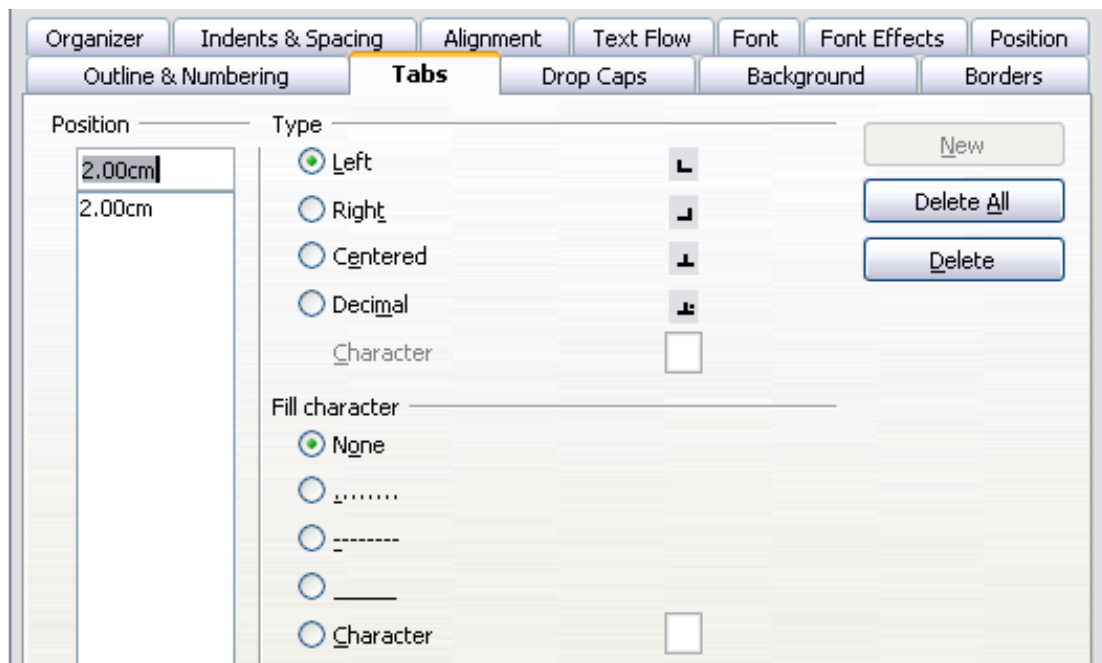 Organizer Indents & Spacing Alignment Text Flow Font Font Effects Position
Outline & Numbering Tabs Drop Caps Background Borders
Position Type
2.00cm Left New
2.00cm Right Delete All
Centered Delete
Decimal
Character
Fill character
None
........
--------
______
Character